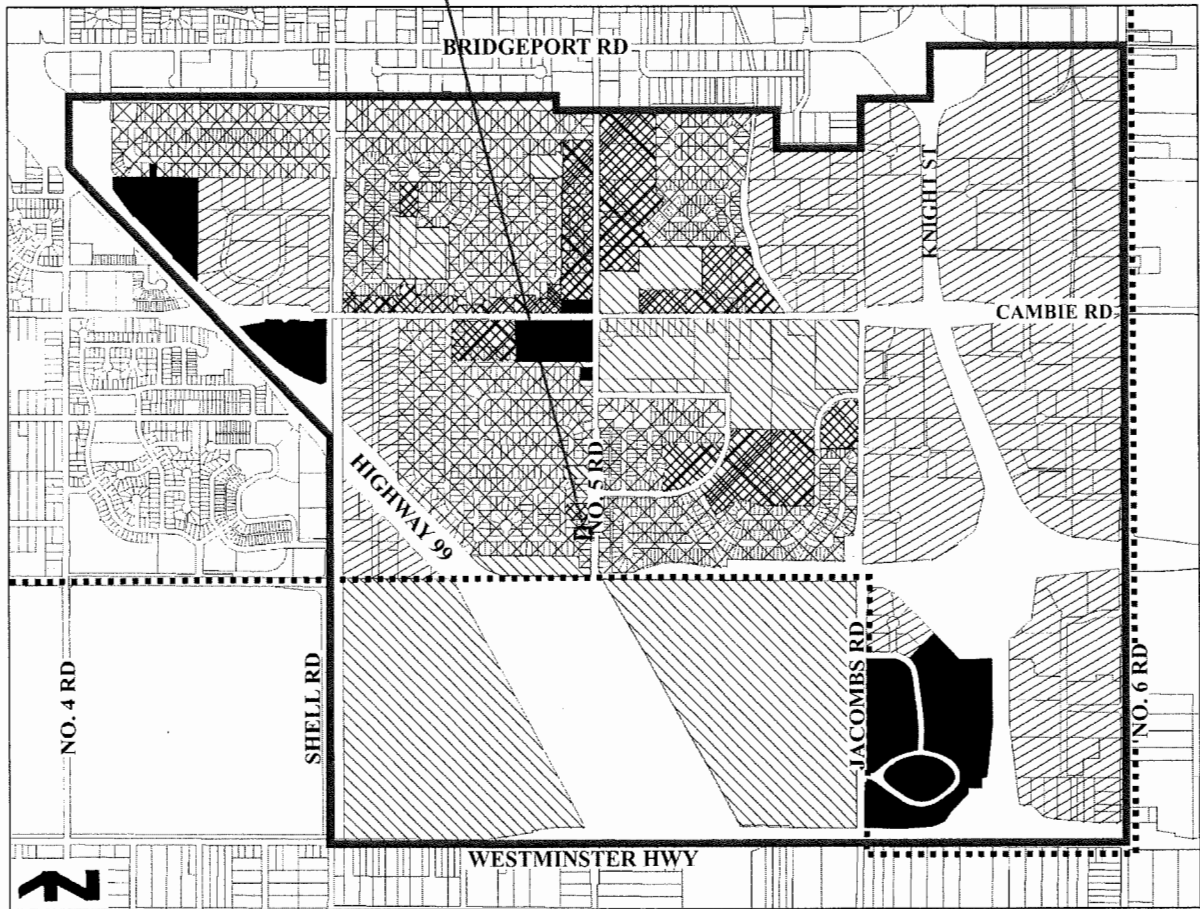 BRIDGEPORT RD
KNIGHT ST
CAMBIE RD
NO. 5 RD
HIGHWAY 99
NO. 4 RD
SHELL RD
JACOMBS RD
NO. 6 RD
WESTMINSTER HWY